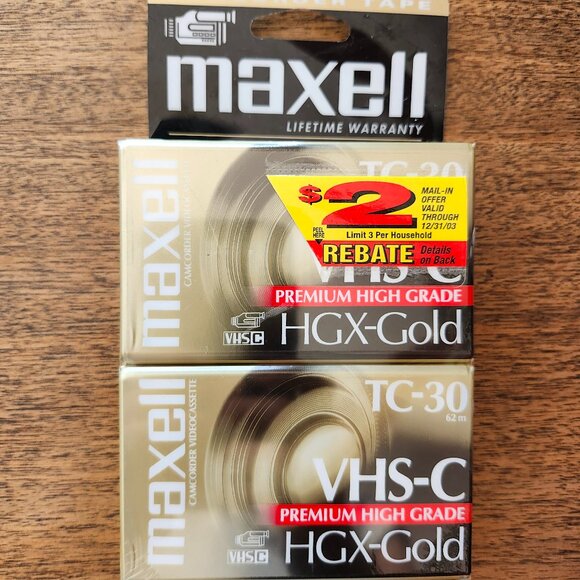 maxell
LIFETIME WARRANTY
maxell
CAMCORDER VIDEOCASSETTE
TC-30
$2
MAIL-IN
OFFER
VALID
THROUGH
12/31/03
PEEL
HERE
Limit 3 Per Household
REBATE
Details
on Back
VHS-C
PREMIUM HIGH GRADE
VHS C
HGX-Gold
maxell
CAMCORDER VIDEOCASSETTE
TC-30
62m
VHS-C
PREMIUM HIGH GRADE
VHS C
HGX-Gold